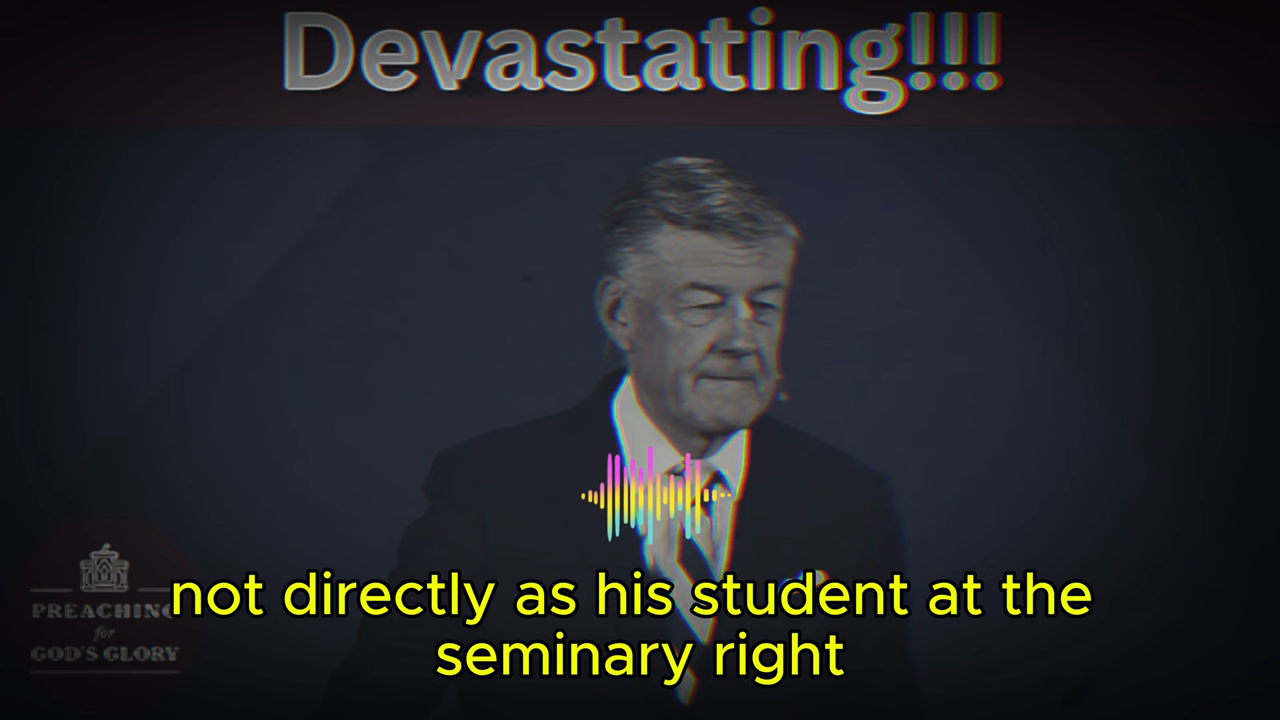 Devastating!!!
PREACHING
for
GOD'S GLORY
not directly as his student at the
seminary right